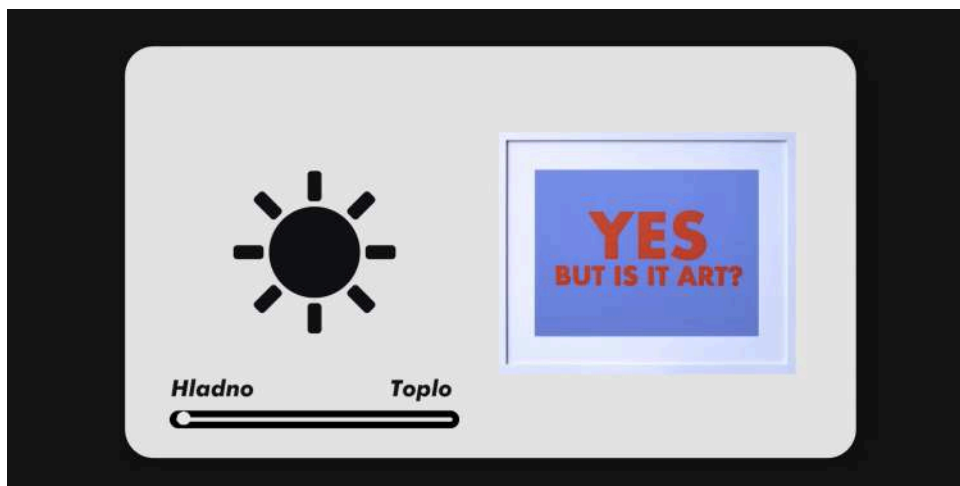 YES
BUT IS IT ART?
Hladno
Toplo